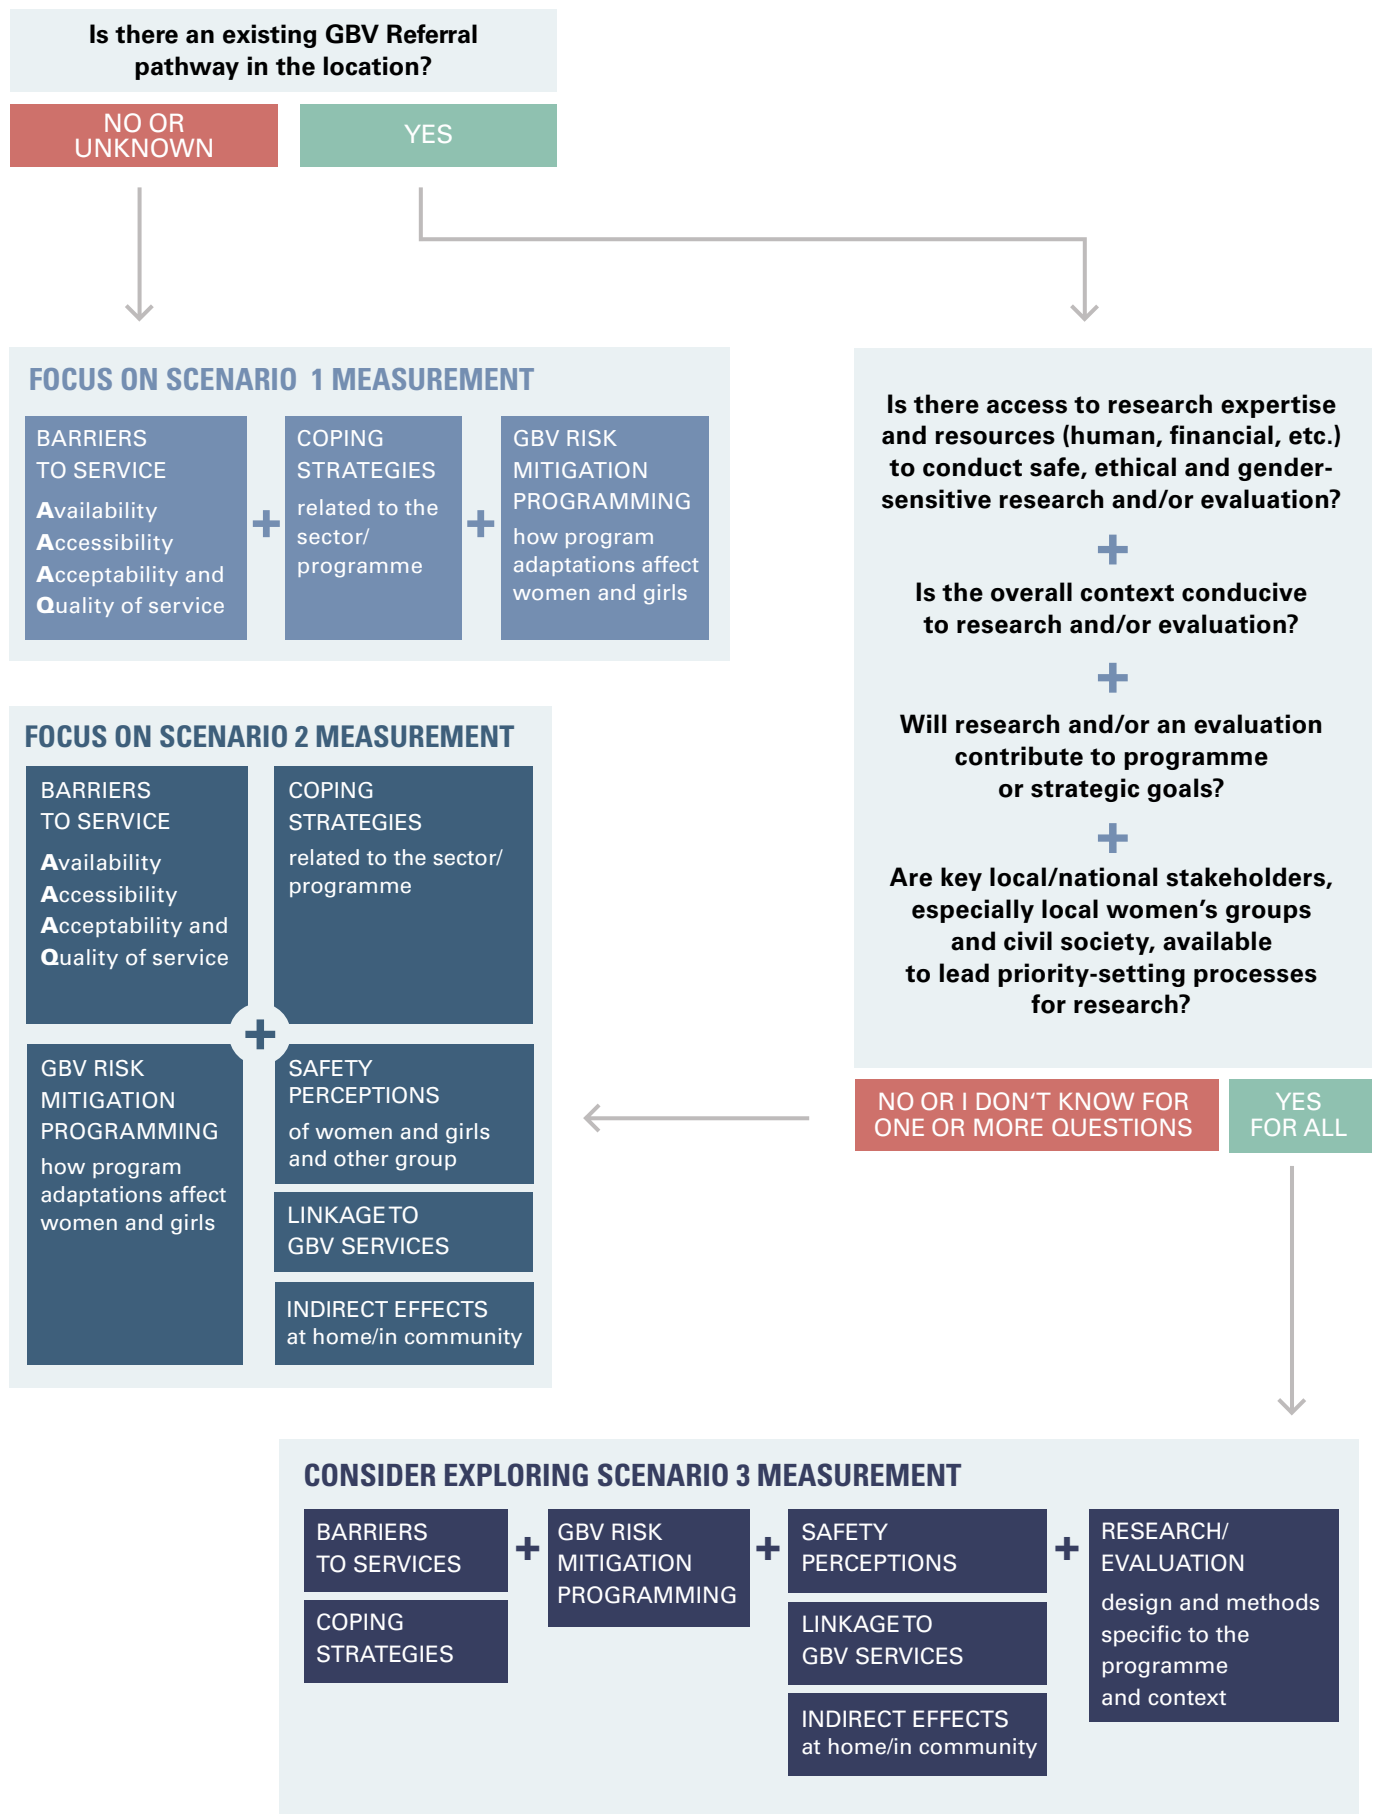 Is there an existing GBV Referral
pathway in the location?
NO OR
UNKNOWN
YES
FOCUS ON SCENARIO 1 MEASUREMENT
BARRIERS
TO SERVICE
Availability
Accessibility
Acceptability and
Quality of service
+
COPING
STRATEGIES
related to the
sector/
programme
+
GBV RISK
MITIGATION
PROGRAMMING
how program
adaptations affect
women and girls
Is there access to research expertise
and resources (human, financial, etc.)
to conduct safe, ethical and gender-
sensitive research and/or evaluation?
+
Is the overall context conducive
to research and/or evaluation?
+
Will research and/or an evaluation
contribute to programme
or strategic goals?
+
Are key local/national stakeholders,
especially local women's groups
and civil society, available
to lead priority-setting processes
for research?
NO OR I DON'T KNOW FOR
ONE OR MORE QUESTIONS
YES
FOR ALL
FOCUS ON SCENARIO 2 MEASUREMENT
BARRIERS
TO SERVICE
Availability
Accessibility
Acceptability and
Quality of service
COPING
STRATEGIES
related to the sector/
programme
+
GBV RISK
MITIGATION
PROGRAMMING
how program
adaptations affect
women and girls
SAFETY
PERCEPTIONS
of women and girls
and other group
LINKAGE TO
GBV SERVICES
INDIRECT EFFECTS
at home/in community
CONSIDER EXPLORING SCENARIO 3 MEASUREMENT
BARRIERS
TO SERVICES
COPING
STRATEGIES
+
GBV RISK
MITIGATION
PROGRAMMING
+
SAFETY
PERCEPTIONS
LINKAGE TO
GBV SERVICES
INDIRECT EFFECTS
at home/in community
+
RESEARCH/
EVALUATION
design and methods
specific to the
programme
and context